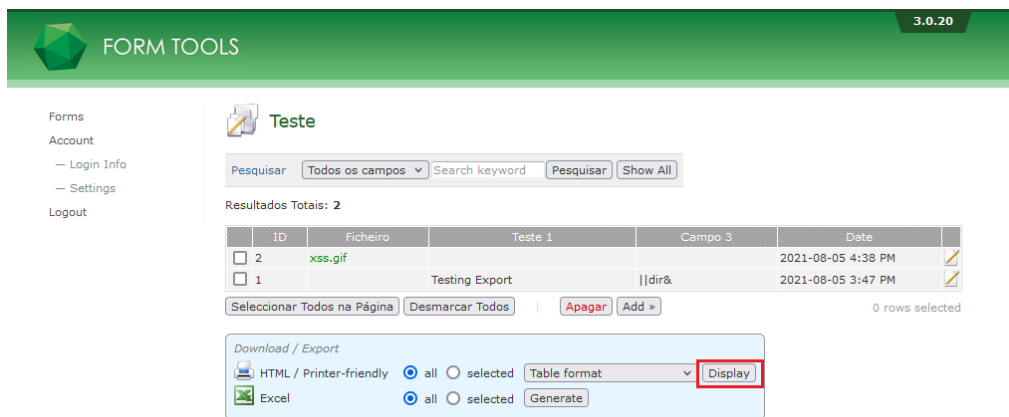 3.0.20
FORM TOOLS
Forms
Account
— Login Info
— Settings
Logout
Teste
Pesquisar Todos os campos Search keyword Pesquisar Show All
Resultados Totais: 2
ID Ficheiro Teste 1 Campo 3 Date
2 xss.gif 2021-08-05 4:38 PM
1 Testing Export ||dir& 2021-08-05 3:47 PM
Seleccionar Todos na Página Desmarcar Todos | Apagar Add » 0 rows selected
Download / Export
HTML / Printer-friendly all selected Table format Display
Excel all selected Generate